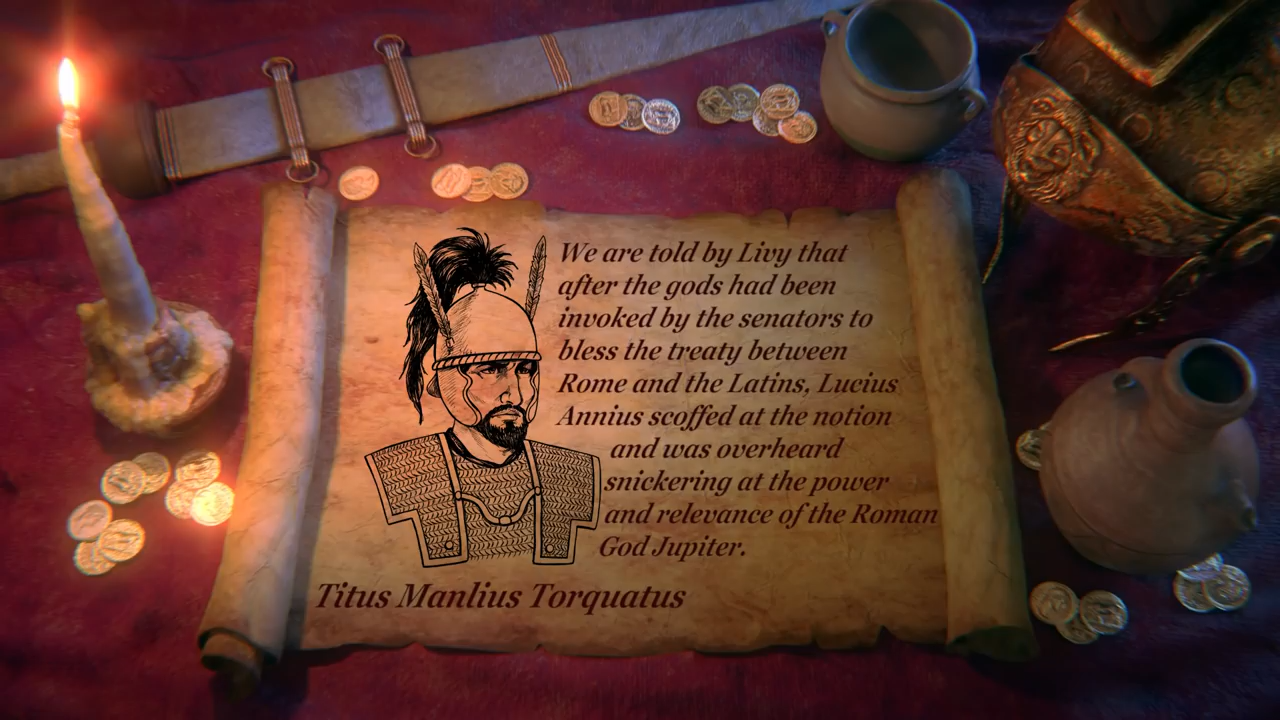 We are told by Livy that
after the gods had been
invoked by the senators to
bless the treaty between
Rome and the Latins, Lucius
Annius scoffed at the notion
and was overheard
snickering at the power
and relevance of the Roman
God Jupiter.
Titus Manlius Torquatus